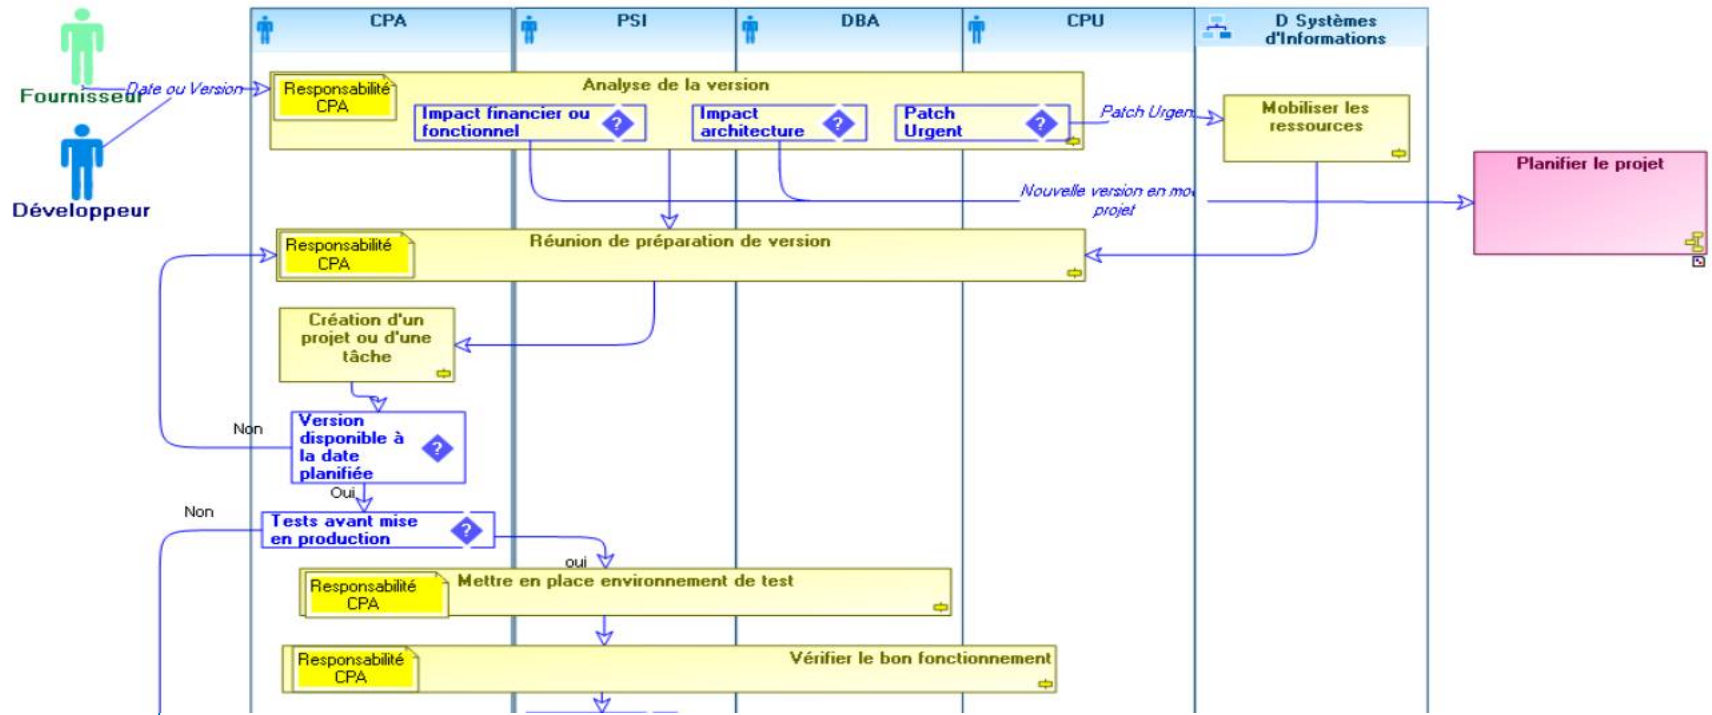 CPA
PSI
DBA
CPU
D Systèmes
d'Informations
Fournisseur
Date ou Version
Développeur
Responsabilité
CPA
Analyse de la version
Impact financier ou
fonctionnel
?
Impact
architecture
?
Patch
Urgent
?
Patch Urgen
Mobiliser les
ressources
Planifier le projet
Nouvelle version en mo
projet
Responsabilité
CPA
Réunion de préparation de version
Création d'un
projet ou d'une
tâche
Non
Version
disponible à
la date
planifiée
?
Oui
Non
Tests avant mise
en production
?
oui
Responsabilité
CPA
Mettre en place environnement de test
Responsabilité
CPA
Vérifier le bon fonctionnement